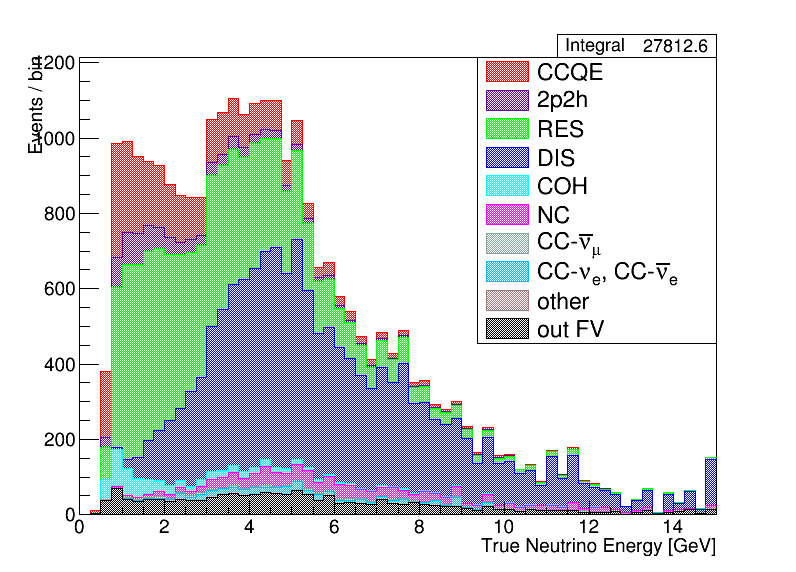 Integral 27812.6
Events / bin
1200
1000
800
600
400
200
0
CCQE
2p2h
RES
DIS
COH
NC
CC-ν̅μ
CC-νe, CC-ν̅e
other
out FV
0 2 4 6 8 10 12 14
True Neutrino Energy [GeV]